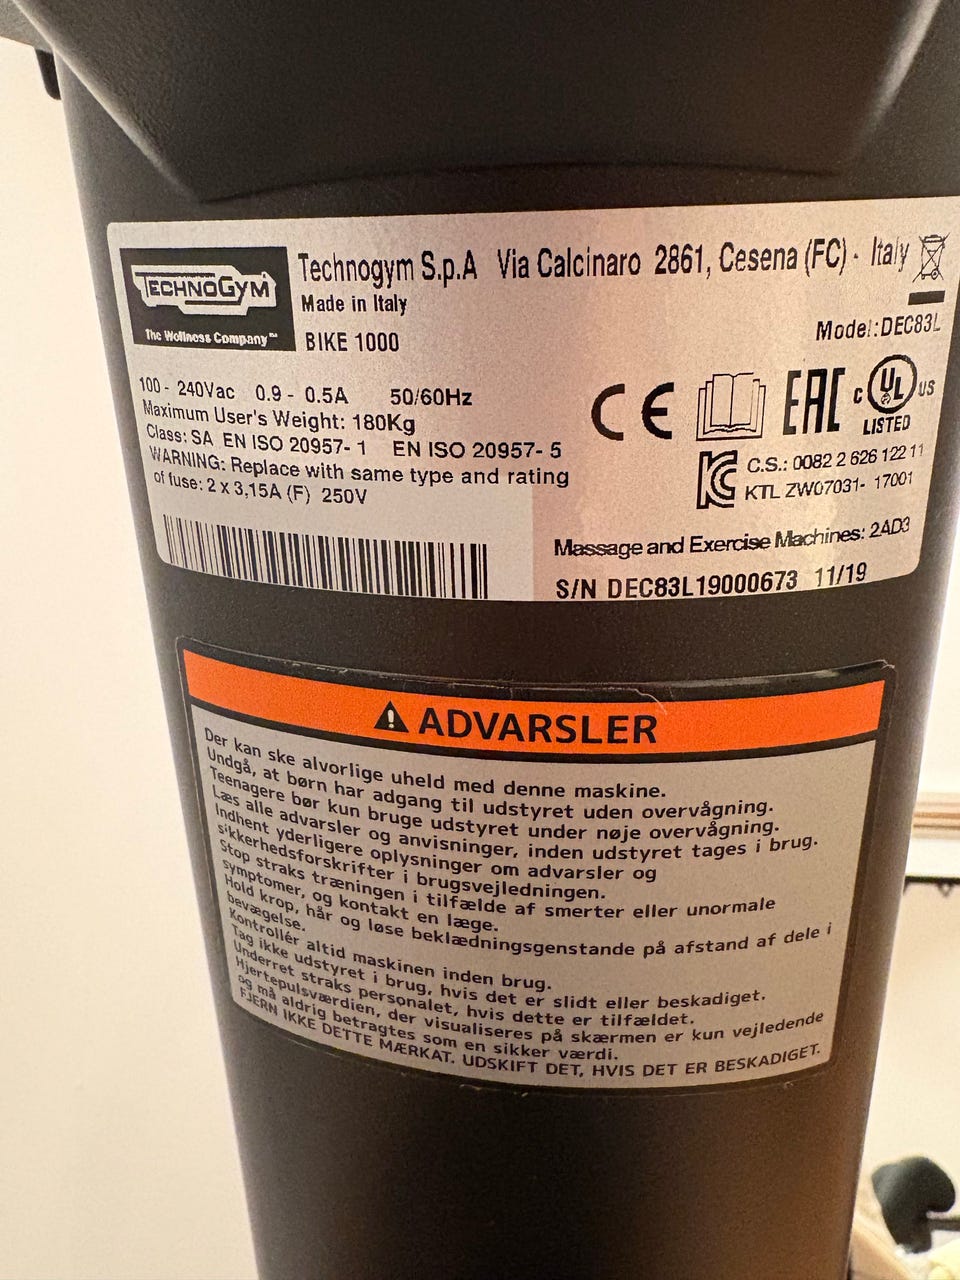 TECHNOGYM
The Wellness Company™
Technogym S.p.A Via Calcinaro 2861, Cesena (FC) - Italy
Made in Italy
BIKE 1000
Model:DEC83L
100 - 240Vac 0.9 - 0.5A 50/60Hz
Maximum User's Weight: 180Kg
Class: SA EN ISO 20957- 1 EN ISO 20957- 5
WARNING: Replace with same type and rating
of fuse: 2 x 3,15A (F) 250V
CE
EAC
c UL US
LISTED
C.S.: 0082 2 626 122 11
KTL ZW07031- 17001
Massage and Exercise Machines: 2AD3
S/N DEC83L19000673 11/19
ADVARSLER
Der kan ske alvorlige uheld med denne maskine.
Undgå, at børn har adgang til udstyret uden overvågning.
Teenagere bør kun bruge udstyret under nøje overvågning.
Læs alle advarsler og anvisninger, inden udstyret tages i brug.
Indhent yderligere oplysninger om advarsler og
sikkerhedsforskrifter i brugsvejledningen.
Stop straks træningen i tilfælde af smerter eller unormale
symptomer, og kontakt en læge.
Hold krop, hår og løse beklædningsgenstande på afstand af dele i
bevægelse.
Kontrollér altid maskinen inden brug.
Tag ikke udstyret i brug, hvis det er slidt eller beskadiget.
Underret straks personalet, hvis dette er tilfældet.
Hjertepulsværdien, der visualiseres på skærmen er kun vejledende
og må aldrig betragtes som en sikker værdi.
FJERN IKKE DETTE MÆRKAT. UDSKIFT DET, HVIS DET ER BESKADIGET.